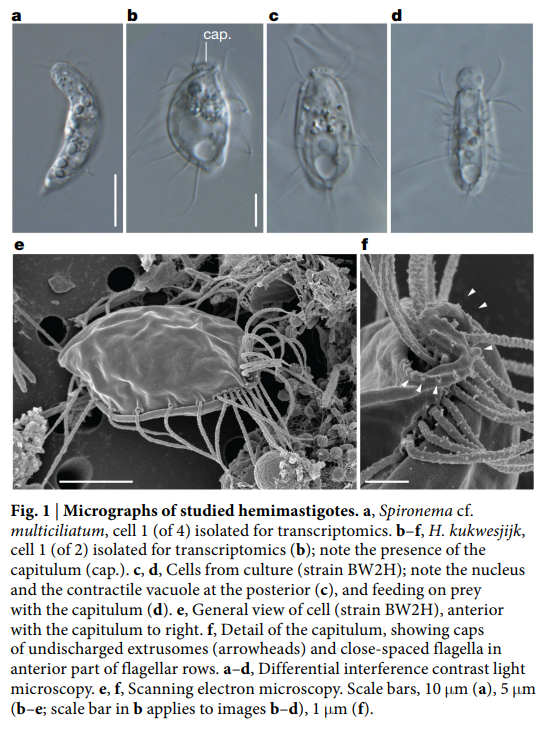 a
b
c
d
cap.
e
f
Fig. 1 | Micrographs of studied hemimastigotes. a, Spironema cf.
multiciliatum, cell 1 (of 4) isolated for transcriptomics. b–f, H. kukwesjijk,
cell 1 (of 2) isolated for transcriptomics (b); note the presence of the
capitulum (cap.). c, d, Cells from culture (strain BW2H); note the nucleus
and the contractile vacuole at the posterior (c), and feeding on prey
with the capitulum (d). e, General view of cell (strain BW2H), anterior
with the capitulum to right. f, Detail of the capitulum, showing caps
of undischarged extrusomes (arrowheads) and close-spaced flagella in
anterior part of flagellar rows. a–d, Differential interference contrast light
microscopy. e, f, Scanning electron microscopy. Scale bars, 10 μm (a), 5 μm
(b–e; scale bar in b applies to images b–d), 1 μm (f).